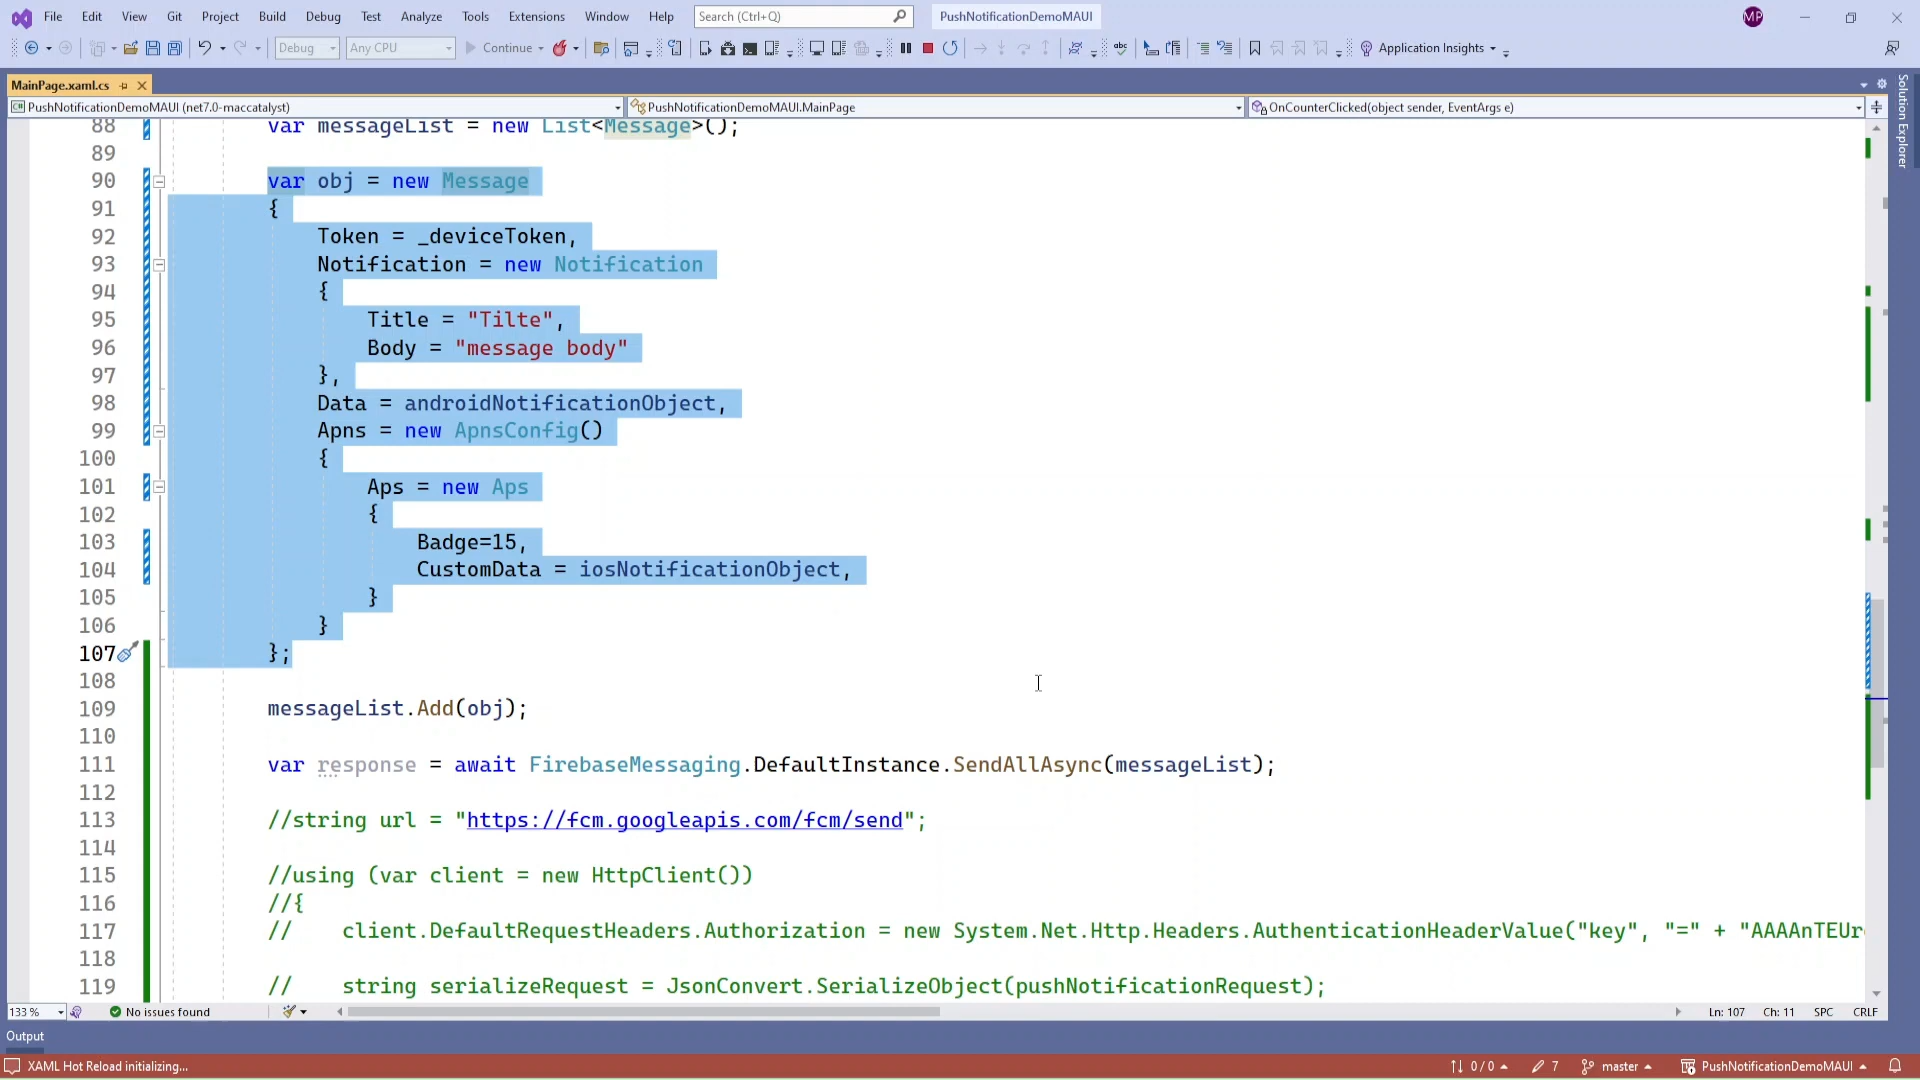 File Edit View Git Project Build Debug Test Analyze Tools Extensions Window Help Search (Ctrl+Q) PushNotificationDemoMAUI MP
Debug Any CPU Continue Application Insights
MainPage.xaml.cs
PushNotificationDemoMAUI (net7.0-maccatalyst) PushNotificationDemoMAUI.MainPage OnCounterClicked(object sender, EventArgs e)
Solution Explorer
88 var messageList = new List<Message>();
89
90 var obj = new Message
91 {
92 Token = _deviceToken,
93 Notification = new Notification
94 {
95 Title = "Tilte",
96 Body = "message body"
97 },
98 Data = androidNotificationObject,
99 Apns = new ApnsConfig()
100 {
101 Aps = new Aps
102 {
103 Badge=15,
104 CustomData = iosNotificationObject,
105 }
106 }
107 };
108
109 messageList.Add(obj);
110
111 var response = await FirebaseMessaging.DefaultInstance.SendAllAsync(messageList);
112
113 //string url = "https://fcm.googleapis.com/fcm/send";
114
115 //using (var client = new HttpClient())
116 //{
117 // client.DefaultRequestHeaders.Authorization = new System.Net.Http.Headers.AuthenticationHeaderValue("key", "=" + "AAAAnTEUr
118
119 // string serializeRequest = JsonConvert.SerializeObject(pushNotificationRequest);
133 % No issues found Ln: 107 Ch: 11 SPC CRLF
Output
XAML Hot Reload initializing... 0 / 0 7 master PushNotificationDemoMAUI